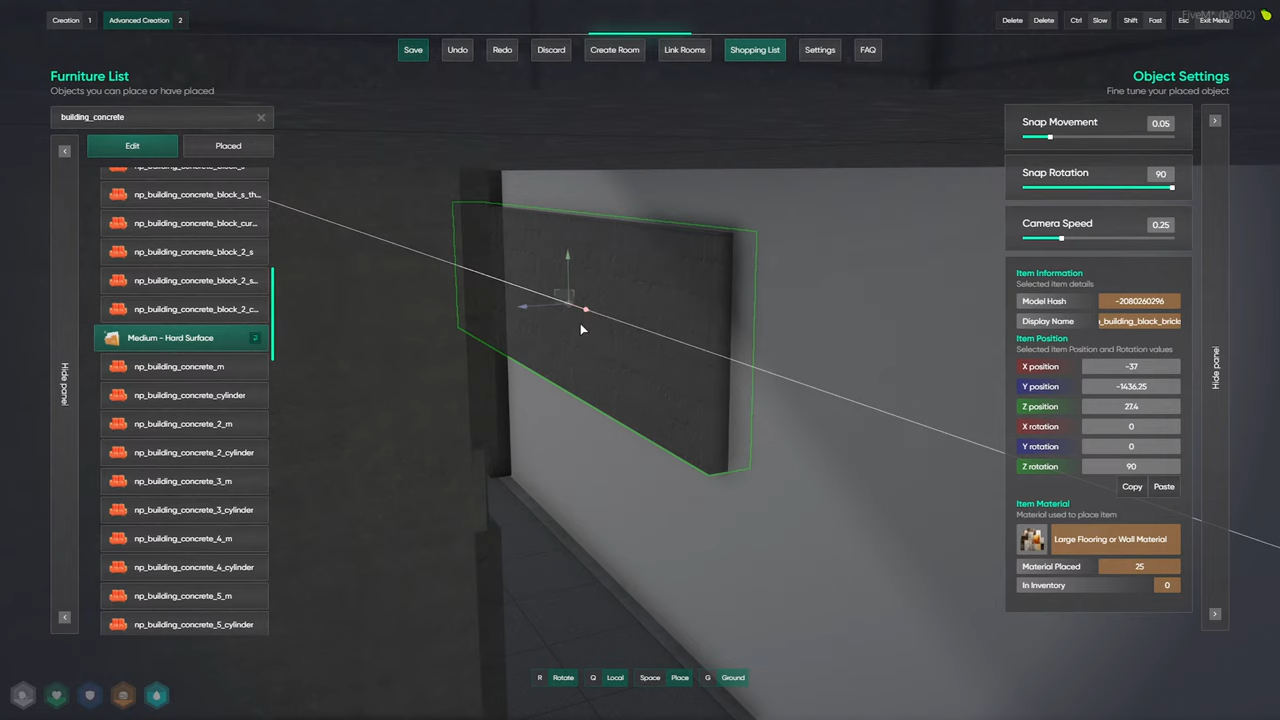 Creation 1 Advanced Creation 2
Delete Delete Ctrl Slow Shift Fast Esc Exit Menu
FiveM* (b2802)
Save Undo Redo Discard Create Room Link Rooms Shopping List Settings FAQ
Furniture List
Objects you can place or have placed
building_concrete
Edit Placed
Hide panel
np_building_concrete_block_s_th...
np_building_concrete_block_cur...
np_building_concrete_block_2_s
np_building_concrete_block_2_s...
np_building_concrete_block_2_c...
Medium - Hard Surface 2
np_building_concrete_m
np_building_concrete_cylinder
np_building_concrete_2_m
np_building_concrete_2_cylinder
np_building_concrete_3_m
np_building_concrete_3_cylinder
np_building_concrete_4_m
np_building_concrete_4_cylinder
np_building_concrete_5_m
np_building_concrete_5_cylinder
Object Settings
Fine tune your placed object
Snap Movement 0.05
Snap Rotation 90
Camera Speed 0.25
Item Information
Selected item details
Model Hash -2080260296
Display Name _building_block_brick
Item Position
Selected item Position and Rotation values
X position -37
Y position -1436.25
Z position 27.4
X rotation 0
Y rotation 0
Z rotation 90
Copy Paste
Item Material
Material used to place item
Large Flooring or Wall Material
Material Placed 25
In Inventory 0
Hide panel
R Rotate Q Local Space Place G Ground